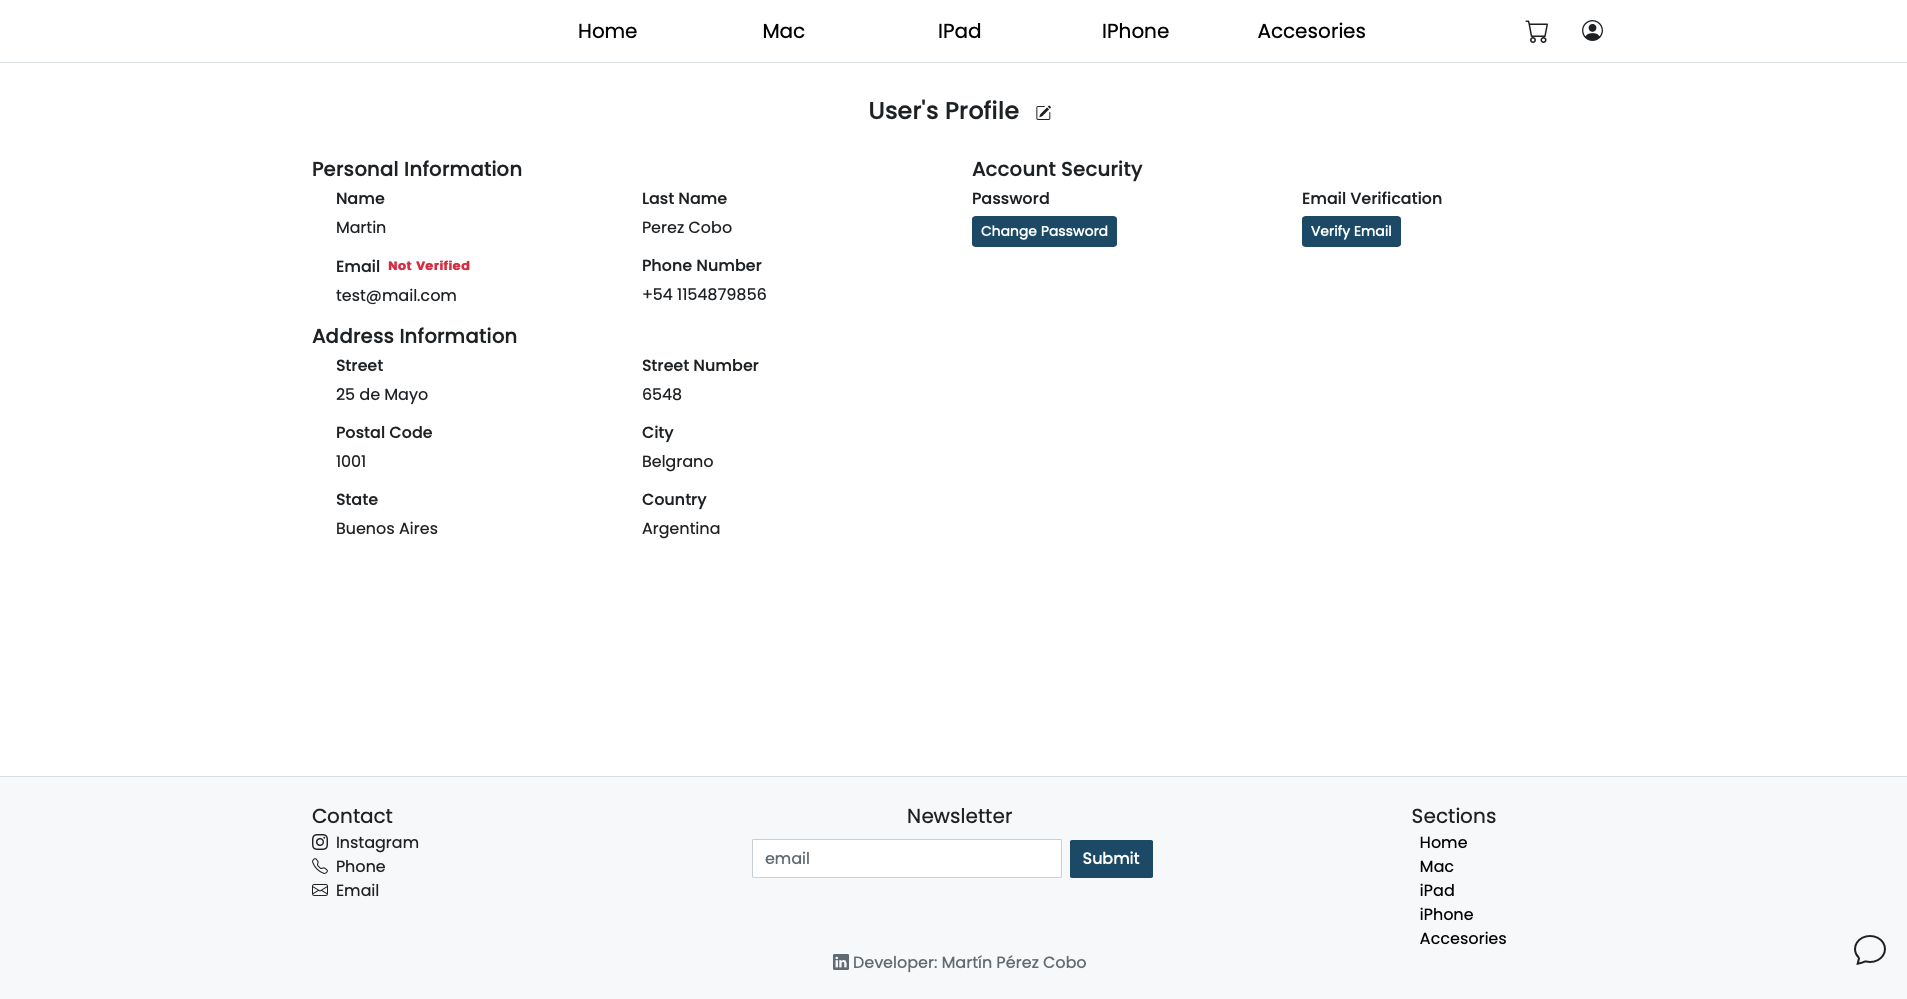 Home Mac IPad IPhone Accesories
User's Profile
Personal Information
Name Last Name
Martin Perez Cobo
Email Not Verified Phone Number
test@mail.com +54 1154879856
Address Information
Street Street Number
25 de Mayo 6548
Postal Code City
1001 Belgrano
State Country
Buenos Aires Argentina
Account Security
Password Email Verification
Change Password Verify Email
Contact
Instagram
Phone
Email
Newsletter
email Submit
Sections
Home
Mac
iPad
iPhone
Accesories
Developer: Martín Pérez Cobo